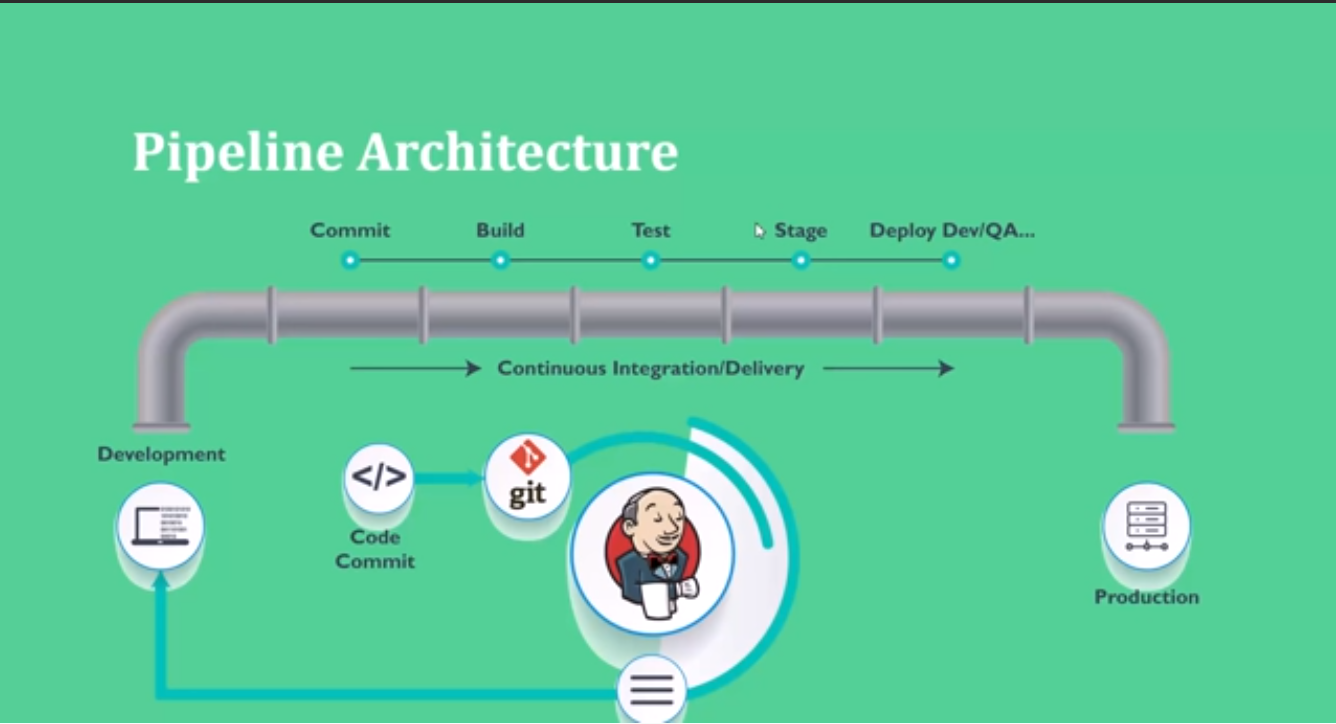 Pipeline Architecture
Commit Build Test Stage Deploy Dev/QA...
Continuous Integration/Delivery
Development
</>
git
Code
Commit
Production